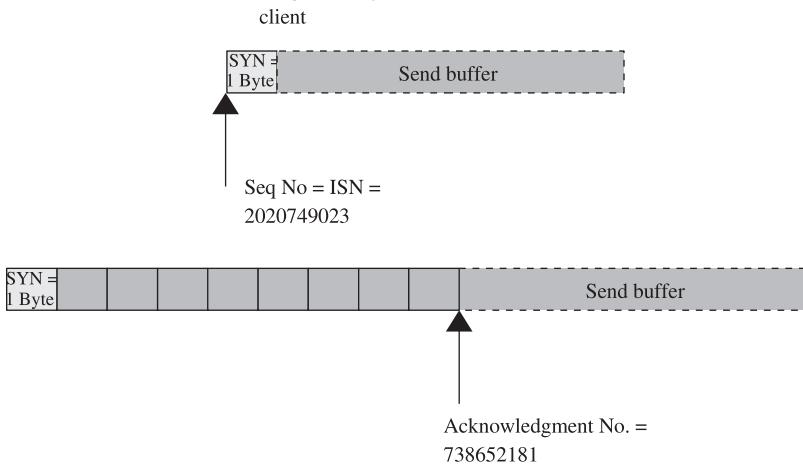 client
SYN =
1 Byte
Send buffer
Seq No = ISN =
2020749023
SYN =
1 Byte
Send buffer
Acknowledgment No. =
738652181